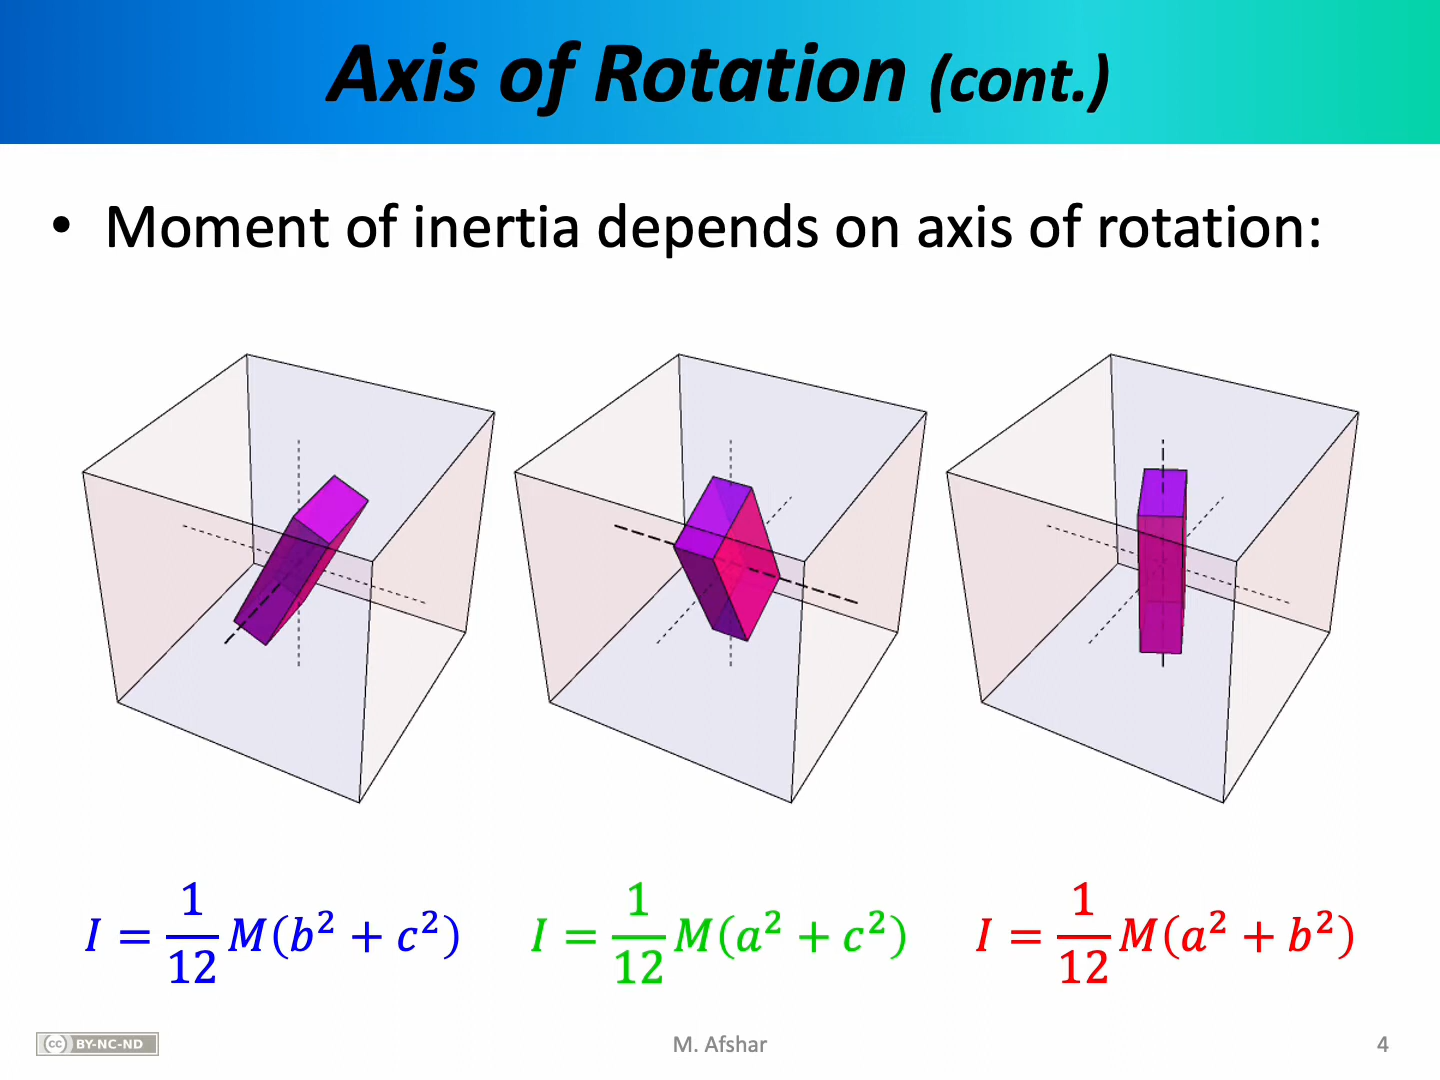 Axis of Rotation (cont.)
• Moment of inertia depends on axis of rotation:
I = 1/12 M(b² + c²)
I = 1/12 M(a² + c²)
I = 1/12 M(a² + b²)
cc BY-NC-ND
M. Afshar
4